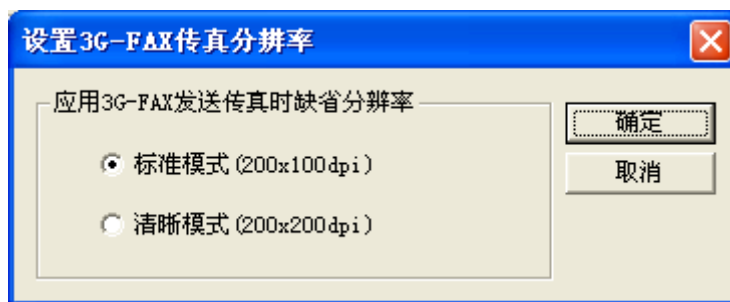 设置3G-FAX传真分辨率
应用3G-FAX发送传真时缺省分辨率
标准模式(200x100dpi)
清晰模式(200x200dpi)
确定
取消